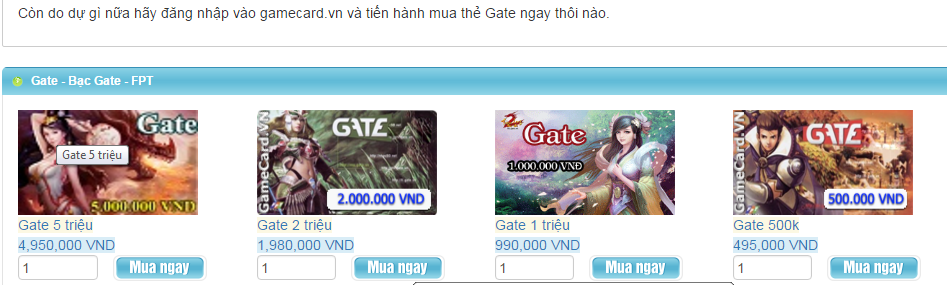 Còn do dự gì nữa hãy đăng nhập vào gamecard.vn và tiến hành mua thẻ Gate ngay thôi nào.
Gate - Bạc Gate - FPT
Gate
Gate 5 triệu
5.000.000 VND
Gate 5 triệu
4,950,000 VND
1
Mua ngay
GameCard.VN
GATE
2.000.000 VND
Gate 2 triệu
1,980,000 VND
1
Mua ngay
Gate
1.000.000 VNĐ
Gate 1 triệu
990,000 VND
1
Mua ngay
GameCard.VN
GATE
500.000 VND
Gate 500k
495,000 VND
1
Mua ngay